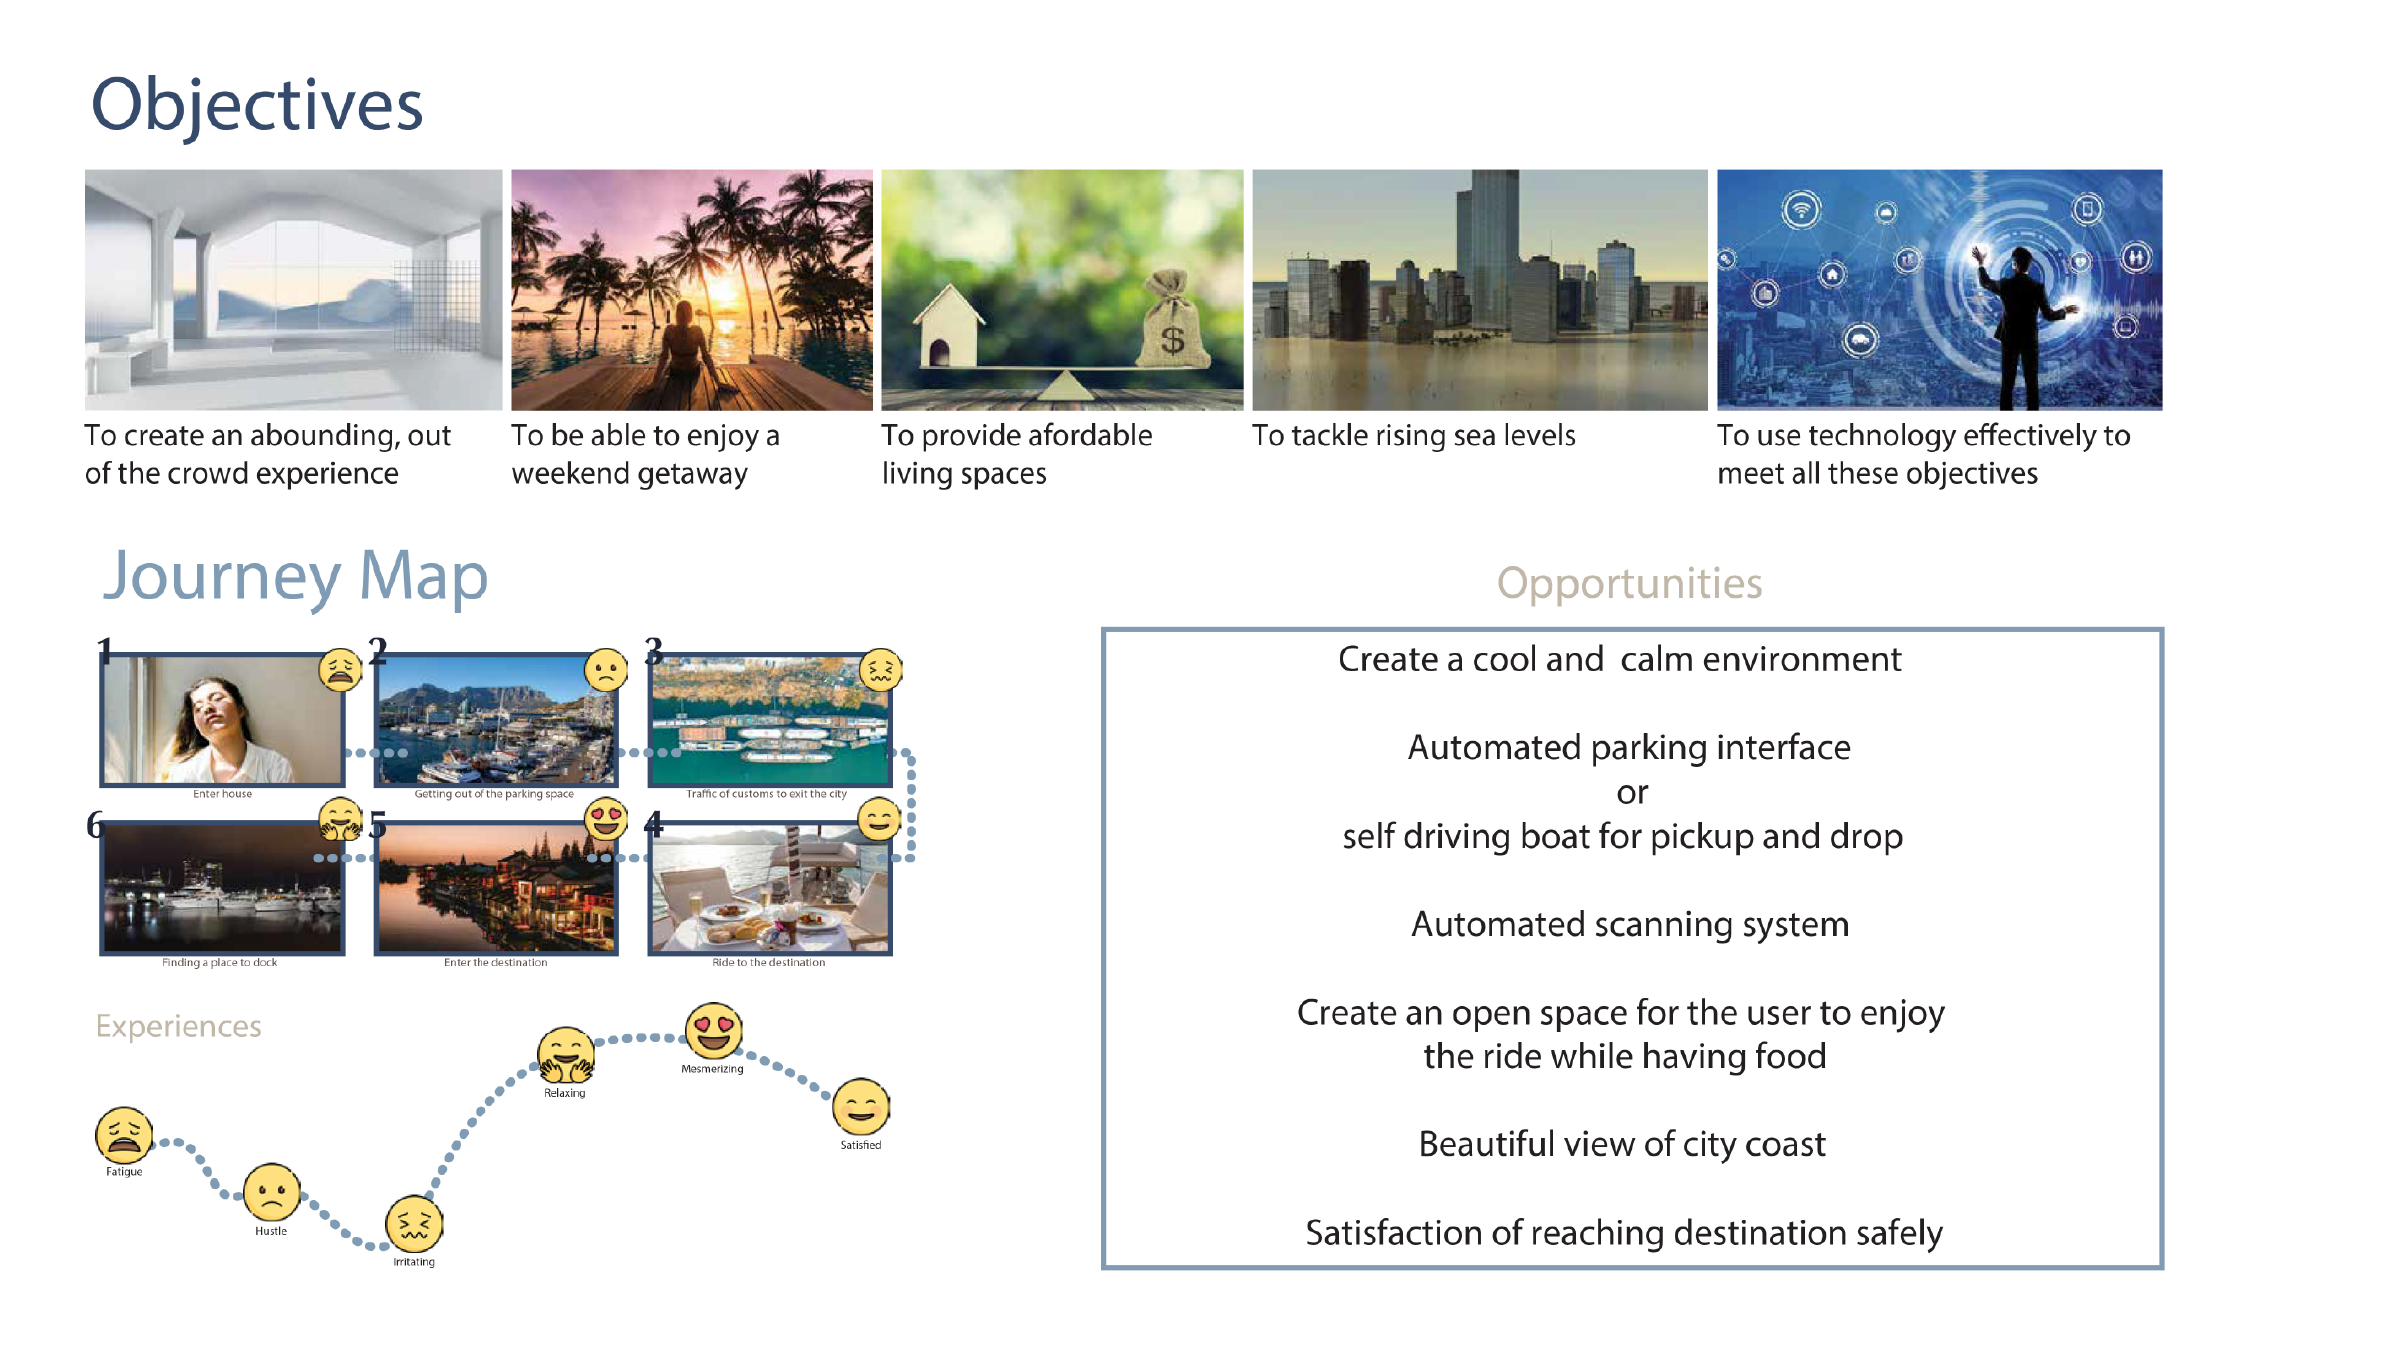 Objectives
To create an abounding, out
of the crowd experience
To be able to enjoy a
weekend getaway
To provide afordable
living spaces
To tackle rising sea levels
To use technology effectively to
meet all these objectives
Journey Map
1
Enter house
2
Getting out of the parking space
3
Traffic of customs to exit the city
4
Ride to the destination
5
Enter the destination
6
Finding a place to dock
Experiences
Fatigue
Hustle
Irritating
Relaxing
Mesmerizing
Satisfied
Opportunities
Create a cool and calm environment
Automated parking interface
or
self driving boat for pickup and drop
Automated scanning system
Create an open space for the user to enjoy
the ride while having food
Beautiful view of city coast
Satisfaction of reaching destination safely
$